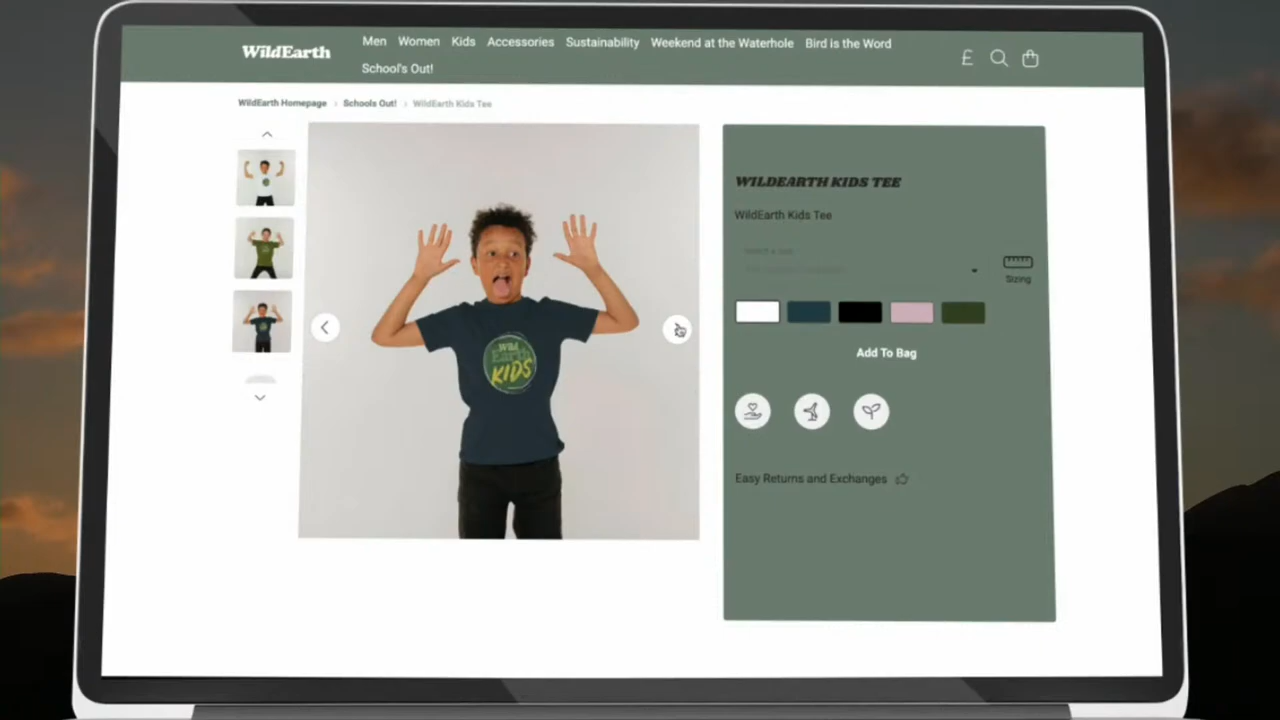 WildEarth
Men Women Kids Accessories Sustainability Weekend at the Waterhole Bird is the Word
School's Out!
£
WildEarth Homepage › Schools Out! › WildEarth Kids Tee
Wild
Earth
KIDS
WILDEARTH KIDS TEE
WildEarth Kids Tee
Select a size
Sizing
Add To Bag
Easy Returns and Exchanges